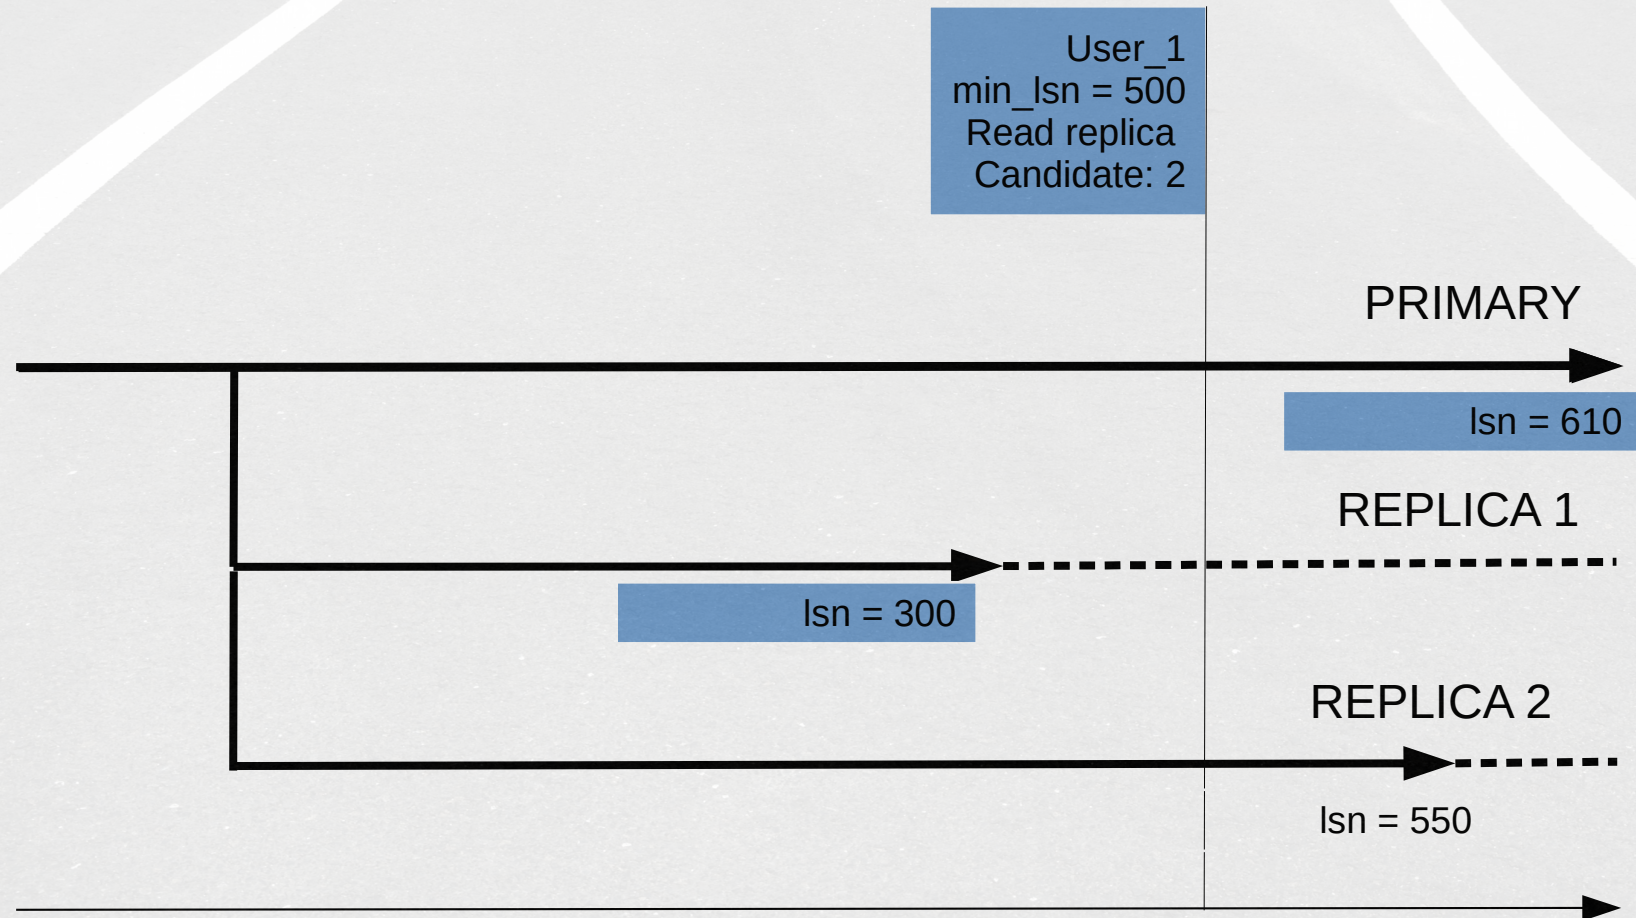 User_1
min_lsn = 500
Read replica
Candidate: 2
PRIMARY
lsn = 610
REPLICA 1
lsn = 300
REPLICA 2
lsn = 550